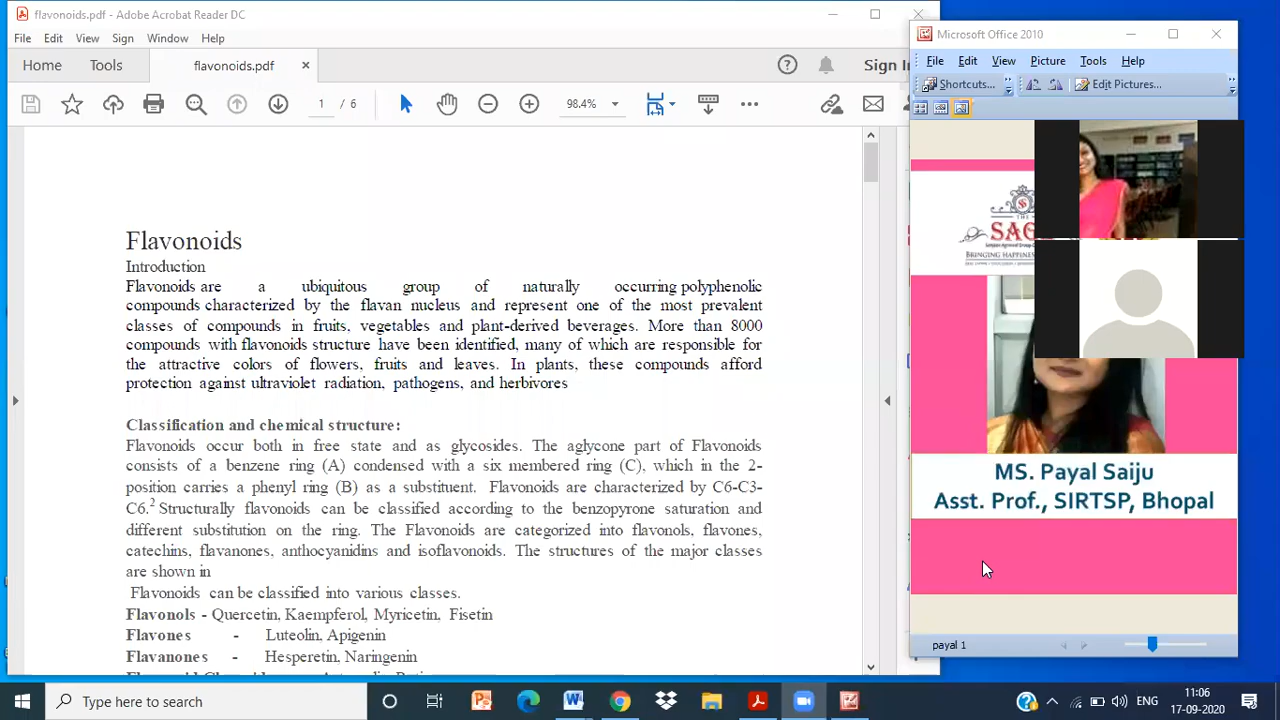 flavonoids.pdf - Adobe Acrobat Reader DC
File Edit View Sign Window Help
Home Tools flavonoids.pdf × Sign In
1 / 6 98.4%
Flavonoids
Introduction
Flavonoids are a ubiquitous group of naturally occurring polyphenolic
compounds characterized by the flavan nucleus and represent one of the most prevalent
classes of compounds in fruits, vegetables and plant-derived beverages. More than 8000
compounds with flavonoids structure have been identified, many of which are responsible for
the attractive colors of flowers, fruits and leaves. In plants, these compounds afford
protection against ultraviolet radiation, pathogens, and herbivores
Classification and chemical structure:
Flavonoids occur both in free state and as glycosides. The aglycone part of Flavonoids
consists of a benzene ring (A) condensed with a six membered ring (C), which in the 2-
position carries a phenyl ring (B) as a substituent. Flavonoids are characterized by C6-C3-
C6.² Structurally flavonoids can be classified according to the benzopyrone saturation and
different substitution on the ring. The Flavonoids are categorized into flavonols, flavones,
catechins, flavanones, anthocyanidins and isoflavonoids. The structures of the major classes
are shown in
Flavonoids can be classified into various classes.
Flavonols - Quercetin, Kaempferol, Myricetin, Fisetin
Flavones - Luteolin, Apigenin
Flavanones - Hesperetin, Naringenin
Microsoft Office 2010
File Edit View Picture Tools Help
Shortcuts... Edit Pictures...
THE
SAG
BRINGING HAPPINES
MS. Payal Saiju
Asst. Prof., SIRTSP, Bhopal
payal 1
Type here to search
ENG
11:06
17-09-2020